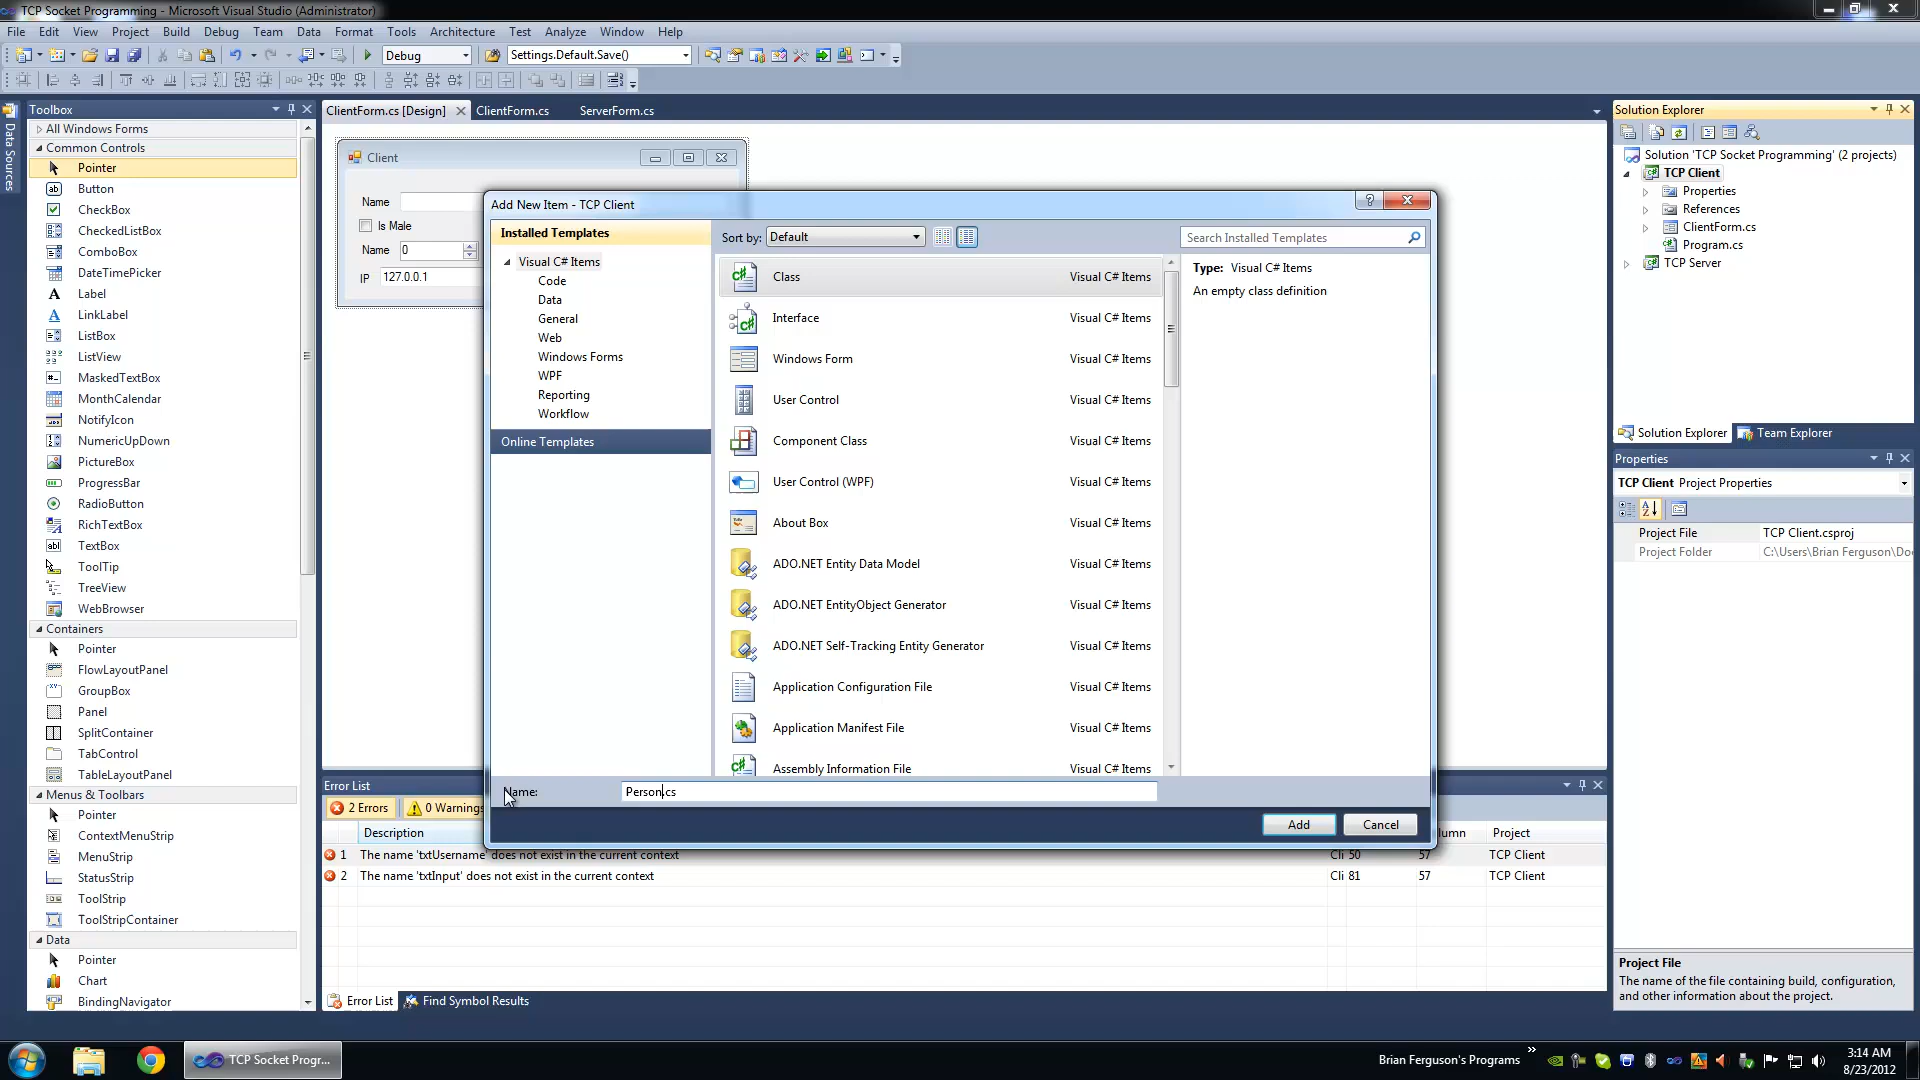 TCP Socket Programming - Microsoft Visual Studio (Administrator)
File Edit View Project Build Debug Team Data Format Tools Architecture Test Analyze Window Help
Debug Settings.Default.Save()
Toolbox
Data Sources
All Windows Forms
Common Controls
Pointer
Button
CheckBox
CheckedListBox
ComboBox
DateTimePicker
Label
LinkLabel
ListBox
ListView
MaskedTextBox
MonthCalendar
NotifyIcon
NumericUpDown
PictureBox
ProgressBar
RadioButton
RichTextBox
TextBox
ToolTip
TreeView
WebBrowser
Containers
Pointer
FlowLayoutPanel
GroupBox
Panel
SplitContainer
TabControl
TableLayoutPanel
Menus & Toolbars
Pointer
ContextMenuStrip
MenuStrip
StatusStrip
ToolStrip
ToolStripContainer
Data
Pointer
Chart
BindingNavigator
ClientForm.cs [Design] ClientForm.cs ServerForm.cs
Client
Name
Is Male
Name 0
IP 127.0.0.1
Add New Item - TCP Client
Installed Templates
Visual C# Items
Code
Data
General
Web
Windows Forms
WPF
Reporting
Workflow
Online Templates
Sort by: Default
Search Installed Templates
Class Visual C# Items
Interface Visual C# Items
Windows Form Visual C# Items
User Control Visual C# Items
Component Class Visual C# Items
User Control (WPF) Visual C# Items
About Box Visual C# Items
ADO.NET Entity Data Model Visual C# Items
ADO.NET EntityObject Generator Visual C# Items
ADO.NET Self-Tracking Entity Generator Visual C# Items
Application Configuration File Visual C# Items
Application Manifest File Visual C# Items
Assembly Information File Visual C# Items
Type: Visual C# Items
An empty class definition
Name: Person.cs
Add Cancel
Error List
2 Errors 0 Warnings
Description Project
1 The name 'txtUsername' does not exist in the current context Cli 50 57 TCP Client
2 The name 'txtInput' does not exist in the current context Cli 81 57 TCP Client
Error List Find Symbol Results
Solution Explorer
Solution 'TCP Socket Programming' (2 projects)
TCP Client
Properties
References
ClientForm.cs
Program.cs
TCP Server
Solution Explorer Team Explorer
Properties
TCP Client Project Properties
Project File TCP Client.csproj
Project Folder C:\Users\Brian Ferguson\Do
Project File
The name of the file containing build, configuration,
and other information about the project.
TCP Socket Progr...
Brian Ferguson's Programs
3:14 AM
8/23/2012